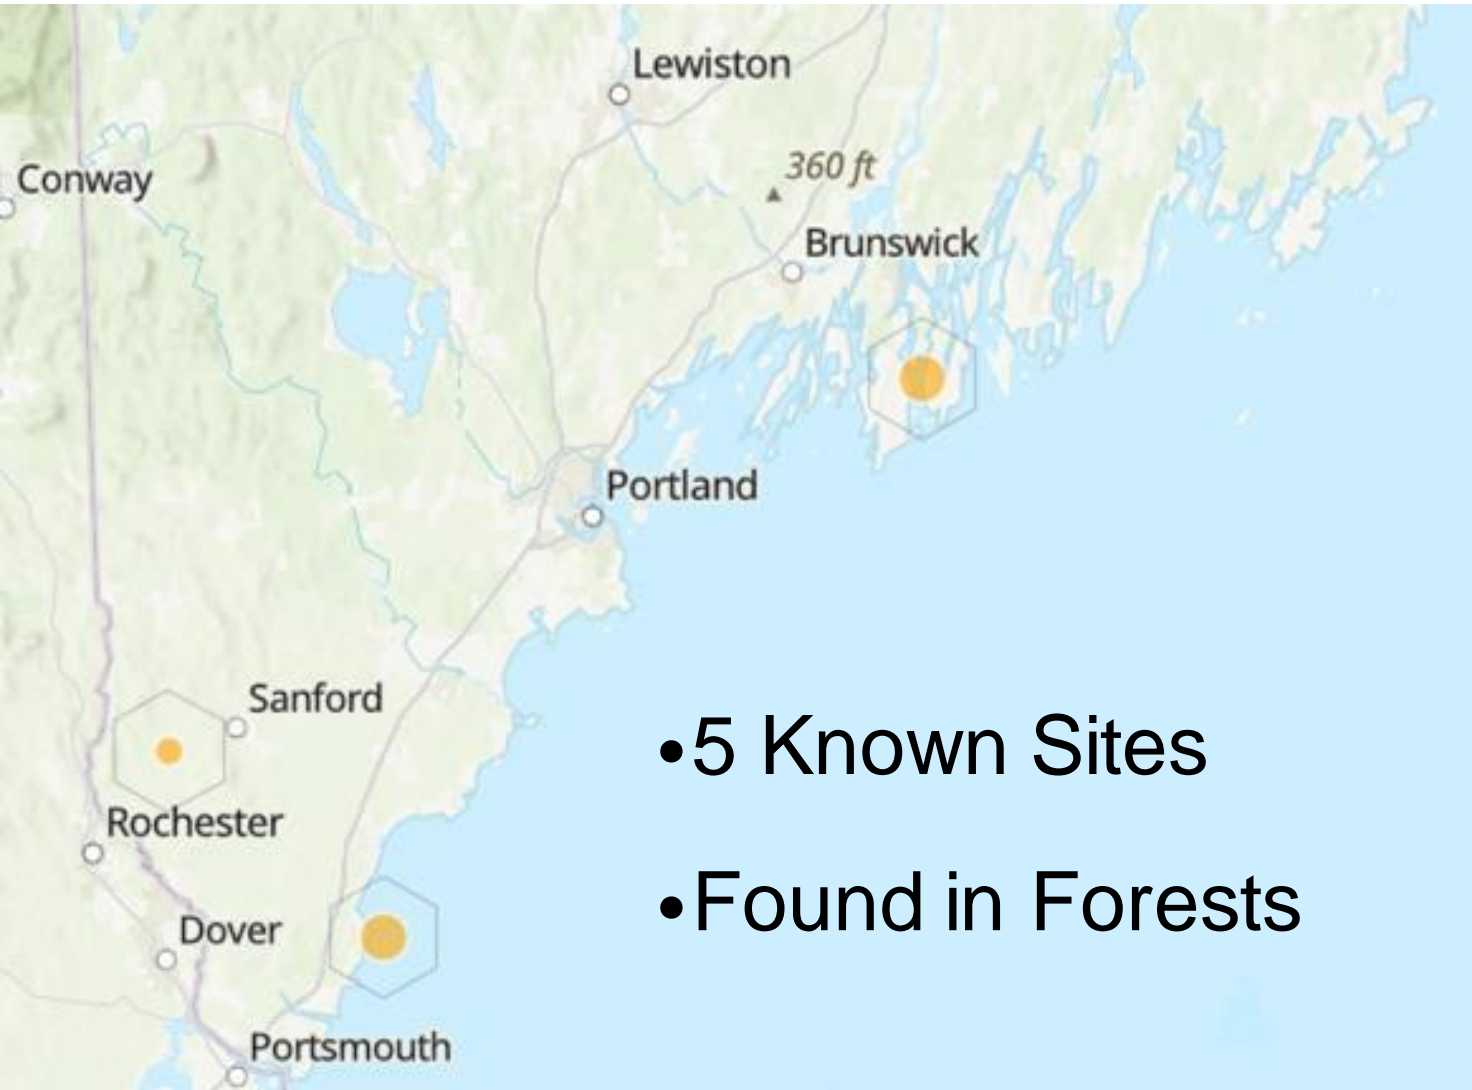 Lewiston
360 ft
Conway
Brunswick
Portland
Sanford
•5 Known Sites
Rochester
•Found in Forests
Dover
Portsmouth